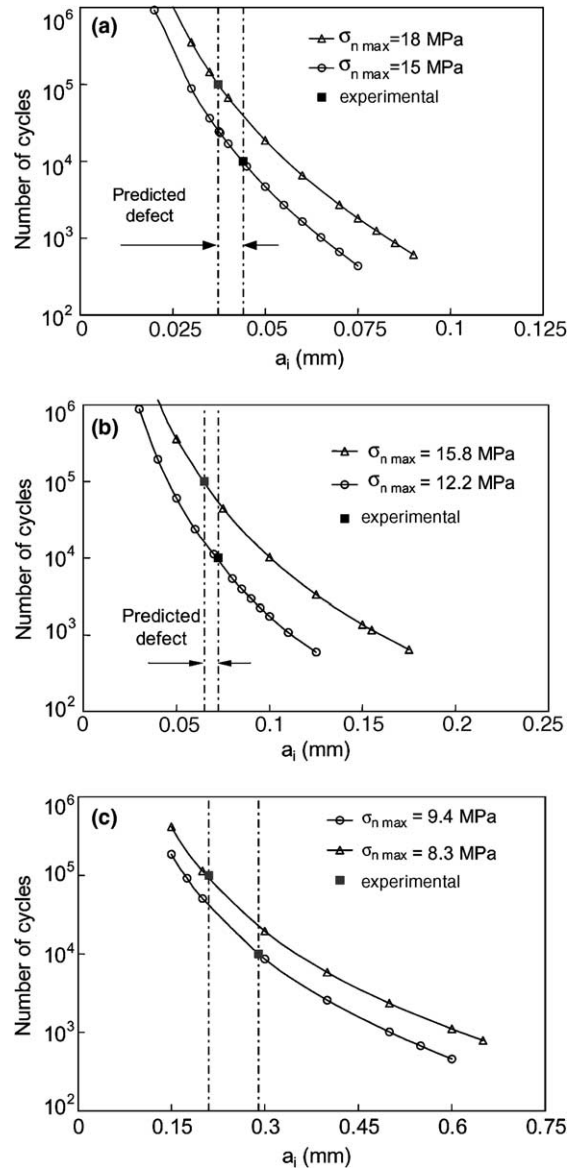 (a)
10^6
10^5
10^4
10^3
10^2
Number of cycles
σn max=18 MPa
σn max=15 MPa
experimental
Predicted
defect
0 0.025 0.05 0.075 0.1 0.125
ai (mm)
(b)
10^6
10^5
10^4
10^3
10^2
Number of cycles
σn max = 15.8 MPa
σn max = 12.2 MPa
experimental
Predicted
defect
0 0.05 0.1 0.15 0.2 0.25
ai (mm)
(c)
10^6
10^5
10^4
10^3
10^2
Number of cycles
σn max = 9.4 MPa
σn max = 8.3 MPa
experimental
0.15 0.3 0.45 0.6 0.75
ai (mm)